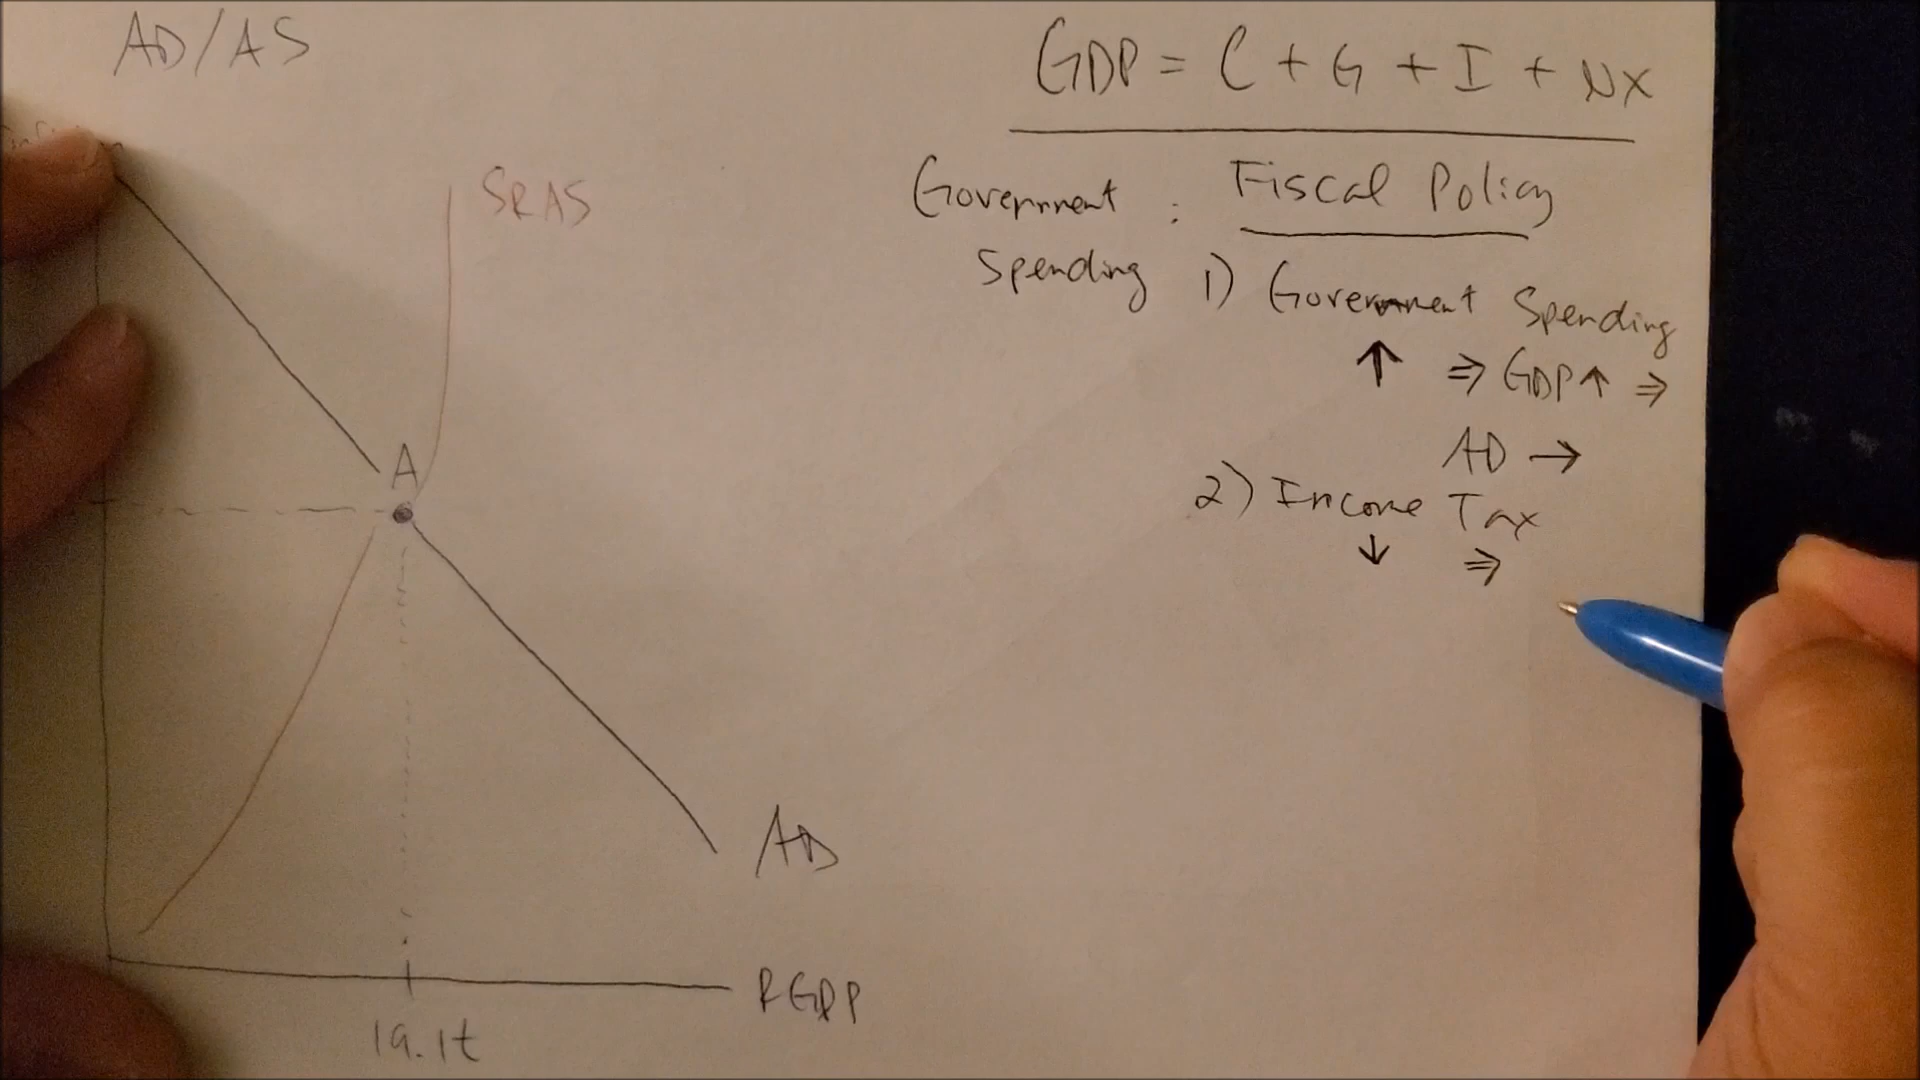 AD/AS
SRAS
A
AD
RGDP
19.1t
GDP = C + G + I + NX
Government : Fiscal Policy
Spending 1) Government Spending
↑ ⇒ GDP↑ ⇒
AD →
2) Income Tax
↓ ⇒